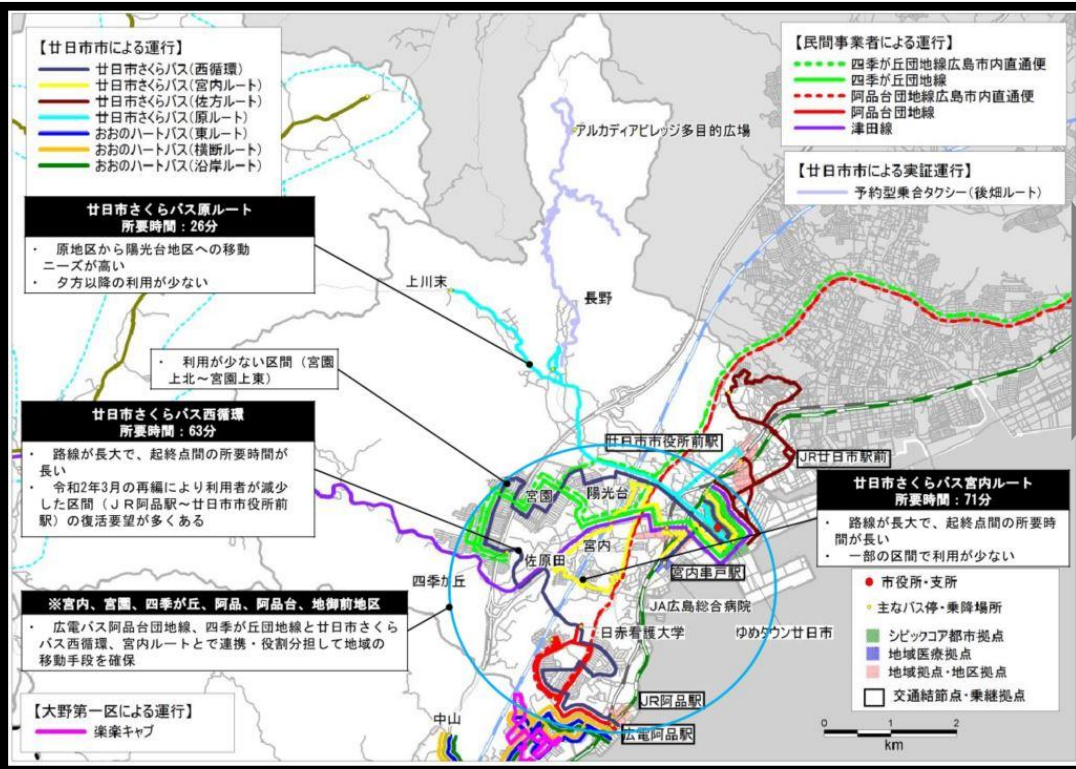 【廿日市市による運行】
廿日市さくらバス(西循環)
廿日市さくらバス(宮内ルート)
廿日市さくらバス(佐方ルート)
廿日市さくらバス(原ルート)
おおのハートバス(東ルート)
おおのハートバス(横断ルート)
おおのハートバス(沿岸ルート)
【民間事業者による運行】
四季が丘団地線広島市内直通便
四季が丘団地線
阿品台団地線広島市内直通便
阿品台団地線
津田線
【廿日市市による実証運行】
予約型乗合タクシー(後畑ルート)
アルカディアビレッジ多目的広場
廿日市さくらバス原ルート
所要時間:26分
・ 原地区から陽光台地区への移動
ニーズが高い
・ 夕方以降の利用が少ない
上川末
長野
・ 利用が少ない区間(宮園
上北~宮園上東)
廿日市さくらバス西循環
所要時間:63分
・ 路線が長大で、起終点間の所要時間が
長い
・ 令和2年3月の再編により利用者が減少
した区間(JR阿品駅~廿日市市役所前
駅)の復活要望が多くある
廿日市市役所前駅
JR廿日市駅前
宮園
陽光台
宮内
佐原田
四季が丘
宮内串戸駅
JA広島総合病院
日赤看護大学
ゆめタウン廿日市
廿日市さくらバス宮内ルート
所要時間:71分
・ 路線が長大で、起終点間の所要時
間が長い
・ 一部の区間で利用が少ない
※宮内、宮園、四季が丘、阿品、阿品台、地御前地区
・ 広電バス阿品台団地線、四季が丘団地線と廿日市さくら
バス西循環、宮内ルートとで連携・役割分担して地域の
移動手段を確保
市役所・支所
主なバス停・乗降場所
シビックコア都市拠点
地域医療拠点
地域拠点・地区拠点
交通結節点・乗継拠点
【大野第一区による運行】
楽楽キャブ
中山
JR阿品駅
広電阿品駅
0 1 2
km